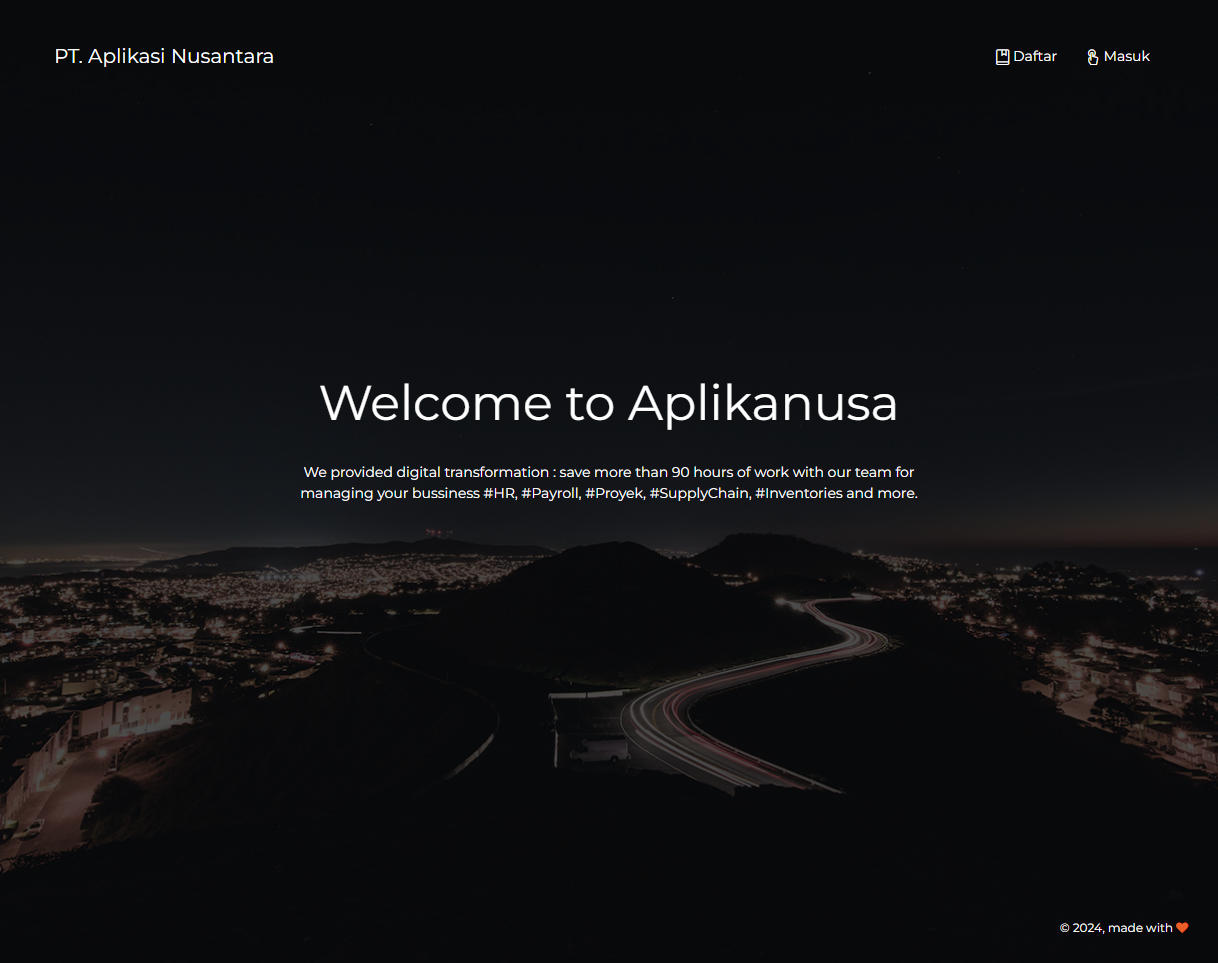 PT. Aplikasi Nusantara
Daftar
Masuk
Welcome to Aplikanusa
We provided digital transformation : save more than 90 hours of work with our team for
managing your bussiness #HR, #Payroll, #Proyek, #SupplyChain, #Inventories and more.
© 2024, made with ❤️